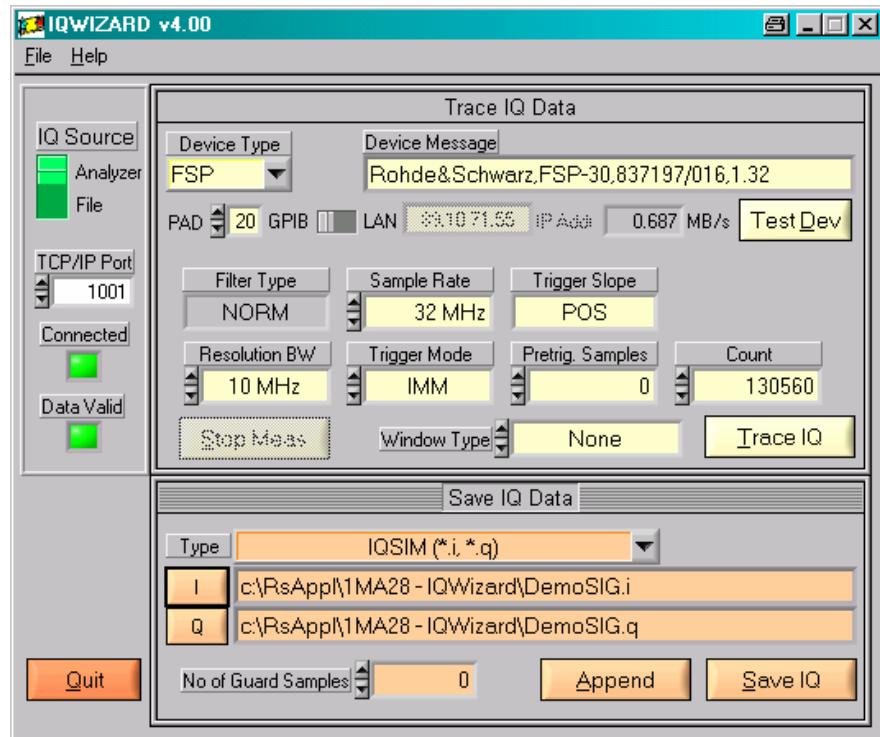 IQWIZARD v4.00
File Help
IQ Source
Analyzer
File
TCP/IP Port
1001
Connected
Data Valid
Quit
Trace IQ Data
Device Type
FSP
Device Message
Rohde&Schwarz,FSP-30,837197/016,1.32
PAD 20 GPIB LAN IP Addr 0.687 MB/s Test Dev
Filter Type Sample Rate Trigger Slope
NORM 32 MHz POS
Resolution BW Trigger Mode Pretrig. Samples Count
10 MHz IMM 0 130560
Stop Meas Window Type None Trace IQ
Save IQ Data
Type IQSIM (*.i, *.q)
I c:\RsAppl\1MA28 - IQWizard\DemoSIG.i
Q c:\RsAppl\1MA28 - IQWizard\DemoSIG.q
No of Guard Samples 0 Append Save IQ